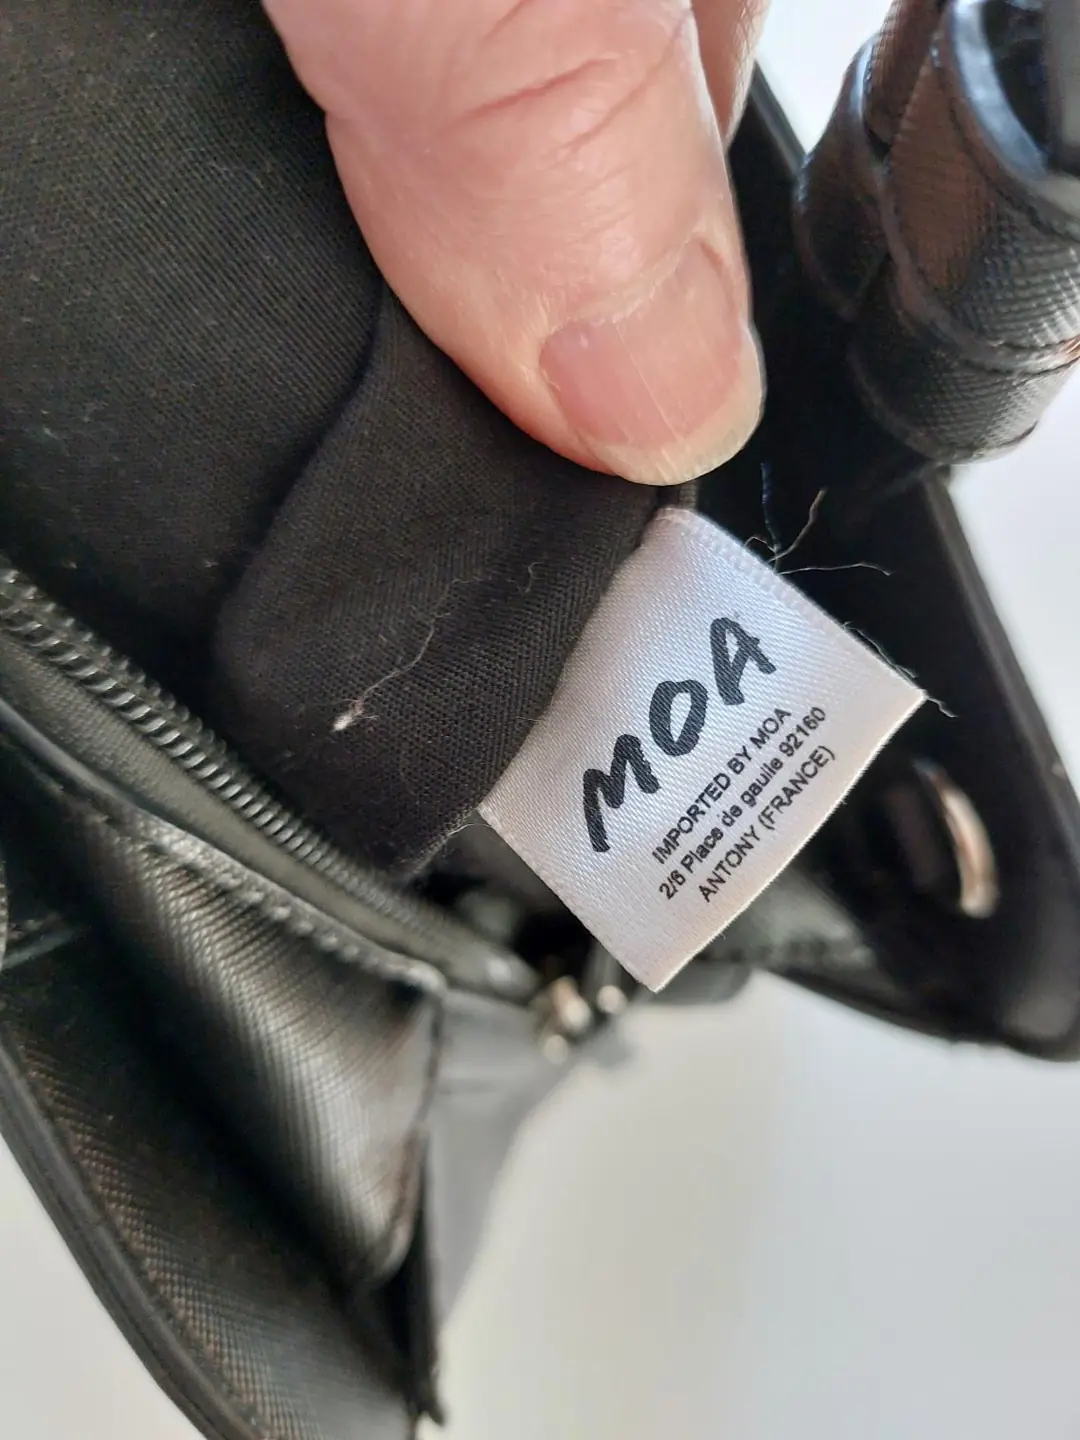 MOA
IMPORTED BY MOA
2/6 Place de gaulle 92160
ANTONY (FRANCE)